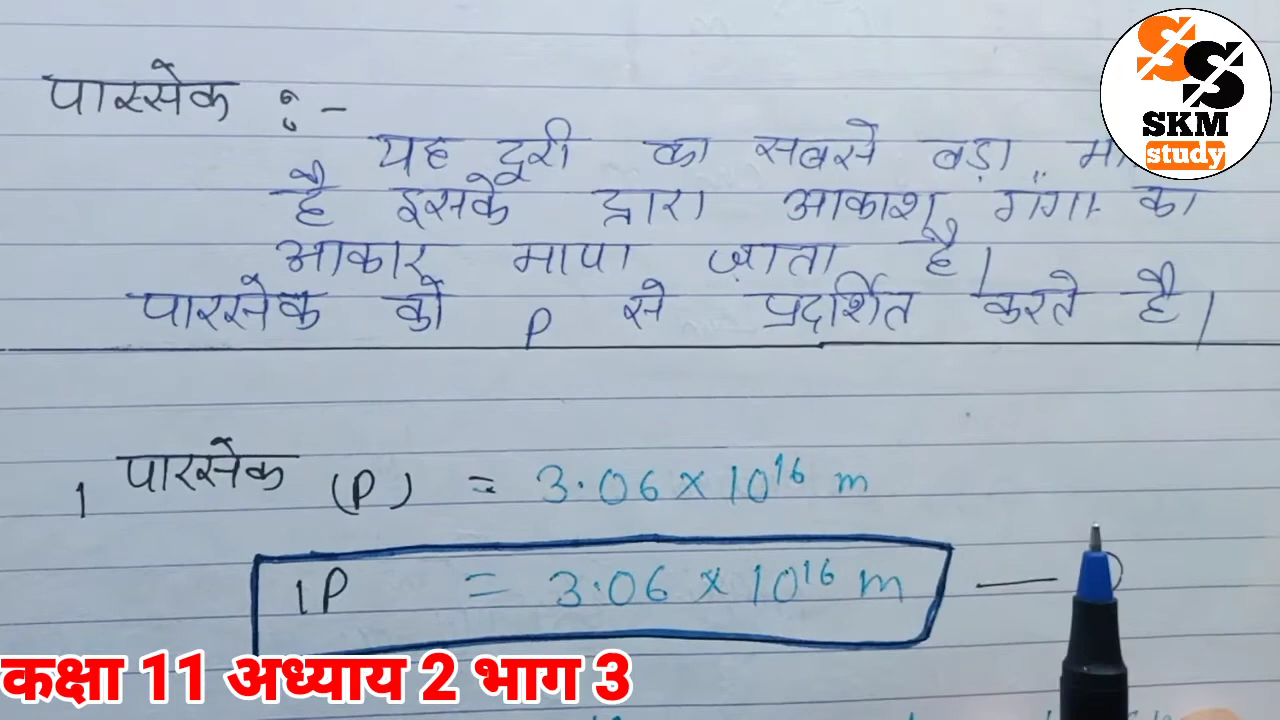 पारसेक :-
यह दूरी का सबसे बड़ा
है इसके द्वारा आकाश गंगा का
आकार मापा जाता है।
पारसेक को P से प्रदर्शित करते है।
1 पारसेक (P) = 3.06 × 10¹⁶ m
1P = 3.06 × 10¹⁶ m —
कक्षा 11 अध्याय 2 भाग 3
SS
SKM
study